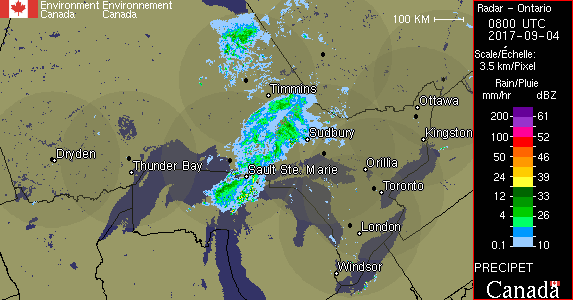 Environment Environnement
Canada Canada
100 KM
Timmins
Ottawa
Sudbury
Kingston
Dryden
Thunder Bay
Sault Ste. Marie
Orillia
Toronto
London
Windsor
Radar – Ontario
0800 UTC
2017-09-04
Scale/Échelle:
3.5 km/Pixel
Rain/Pluie
mm/hr dBZ
200 61
100 52
50 46
24 39
12 33
4 26
0.1 10
PRECIPET
Canada